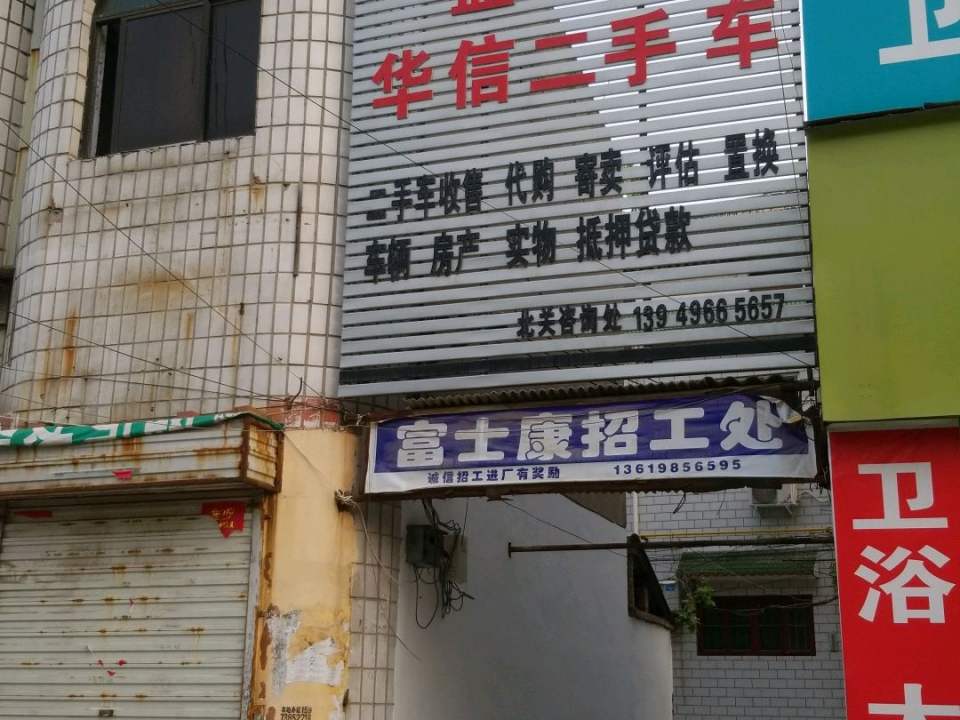 华信二手车
二手车收售 代购 寄卖 评估 置换
车辆 房产 实物 抵押贷款
北关咨询处 139 4966 5657
富士康招工处
诚信招工进厂有奖励 13619856595
卫
卫浴